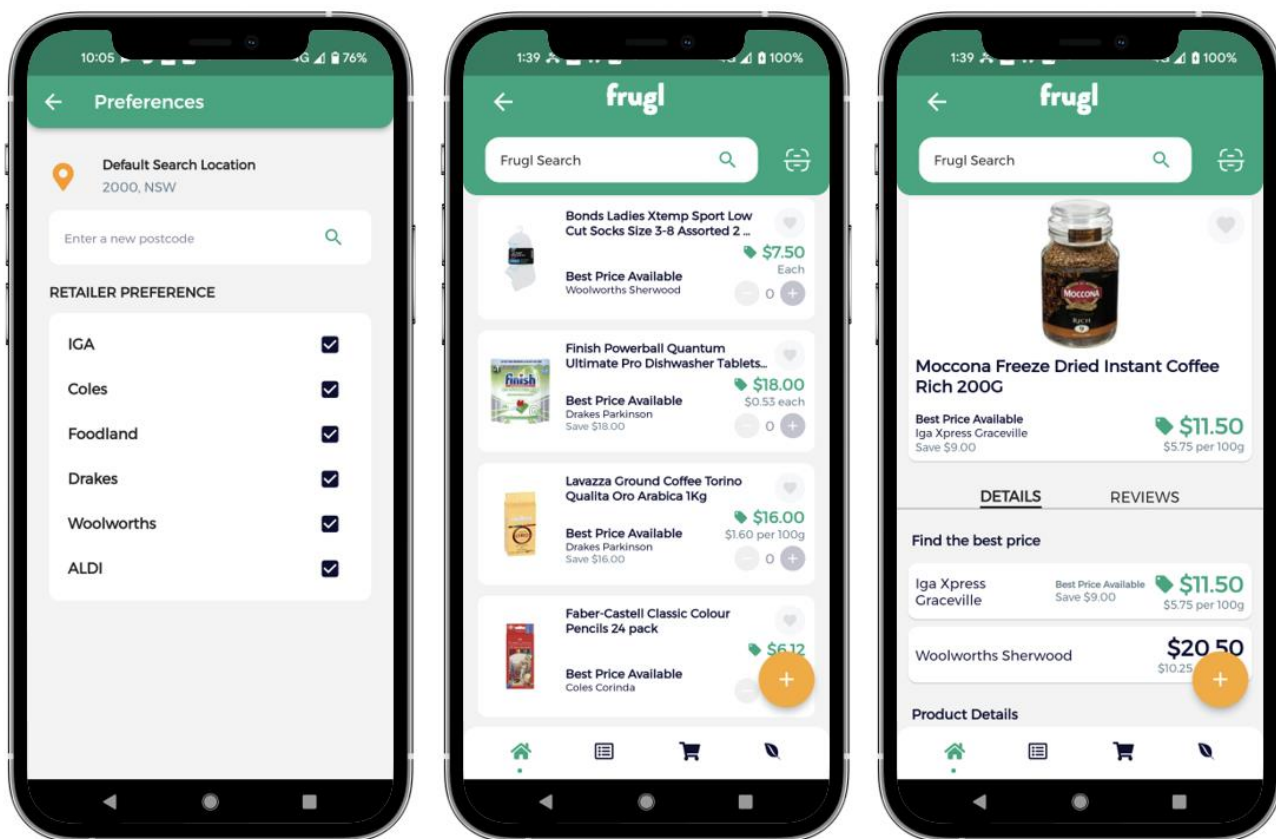 10:05
4G 76%
Preferences
Default Search Location
2000, NSW
Enter a new postcode
RETAILER PREFERENCE
IGA
Coles
Foodland
Drakes
Woolworths
ALDI
1:39
100%
frugl
Frugl Search
Bonds Ladies Xtemp Sport Low
Cut Socks Size 3-8 Assorted 2 ...
$7.50
Each
Best Price Available
Woolworths Sherwood
0
Finish Powerball Quantum
Ultimate Pro Dishwasher Tablets...
finish
$18.00
$0.53 each
Best Price Available
Drakes Parkinson
Save $18.00
0
Lavazza Ground Coffee Torino
Qualita Oro Arabica 1Kg
$16.00
$1.60 per 100g
Best Price Available
Drakes Parkinson
Save $16.00
0
Faber-Castell Classic Colour
Pencils 24 pack
$6.12
Best Price Available
Coles Corinda
1:39
100%
frugl
Frugl Search
MOCCONA
RICH
9
Moccona Freeze Dried Instant Coffee
Rich 200G
Best Price Available
Iga Xpress Graceville
Save $9.00
$11.50
$5.75 per 100g
DETAILS REVIEWS
Find the best price
Iga Xpress
Graceville
Best Price Available
Save $9.00
$11.50
$5.75 per 100g
Woolworths Sherwood
$20.50
$10.25
Product Details